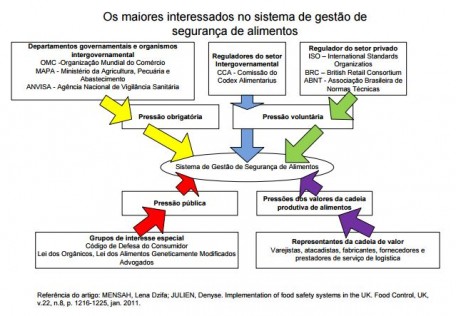 Os maiores interessados no sistema de gestão de
segurança de alimentos
Departamentos governamentais e organismos
intergovernamental
OMC -Organização Mundial do Comércio
MAPA - Ministério da Agricultura, Pecuária e
Abastecimento
ANVISA - Agência Nacional de Vigilância Sanitária
Reguladores do setor
Intergovernamental
CCA - Comissão do
Codex Alimentarius
Regulador do setor privado
ISO – International Standards
Organizatios
BRC – British Retail Consortium
ABNT - Associação Brasileira de
Normas Técnicas
Pressão obrigatória
Pressão voluntária
Sistema de Gestão de Segurança de Alimentos
Pressão pública
Pressões dos valores da cadeia
produtiva de alimentos
Grupos de interesse especial
Código de Defesa do Consumidor
Lei dos Orgânicos, Lei dos Alimentos Geneticamente Modificados
Advogados
Representantes da cadeia de valor
Varejistas, atacadistas, fabricantes, fornecedores e
prestadores de serviço de logística
Referência do artigo: MENSAH, Lena Dzifa; JULIEN, Denyse. Implementation of food safety systems in the UK. Food Control, UK,
v.22, n.8, p. 1216-1225, jan. 2011.